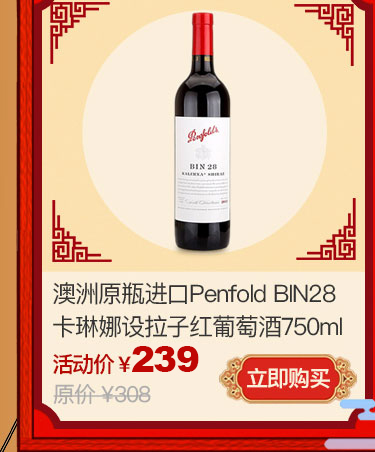 Penfolds
BIN 28
KALIMNA® SHIRAZ
澳洲原瓶进口Penfold BIN28
卡琳娜设拉子红葡萄酒750ml
活动价 ¥239
原价 ¥308
立即购买